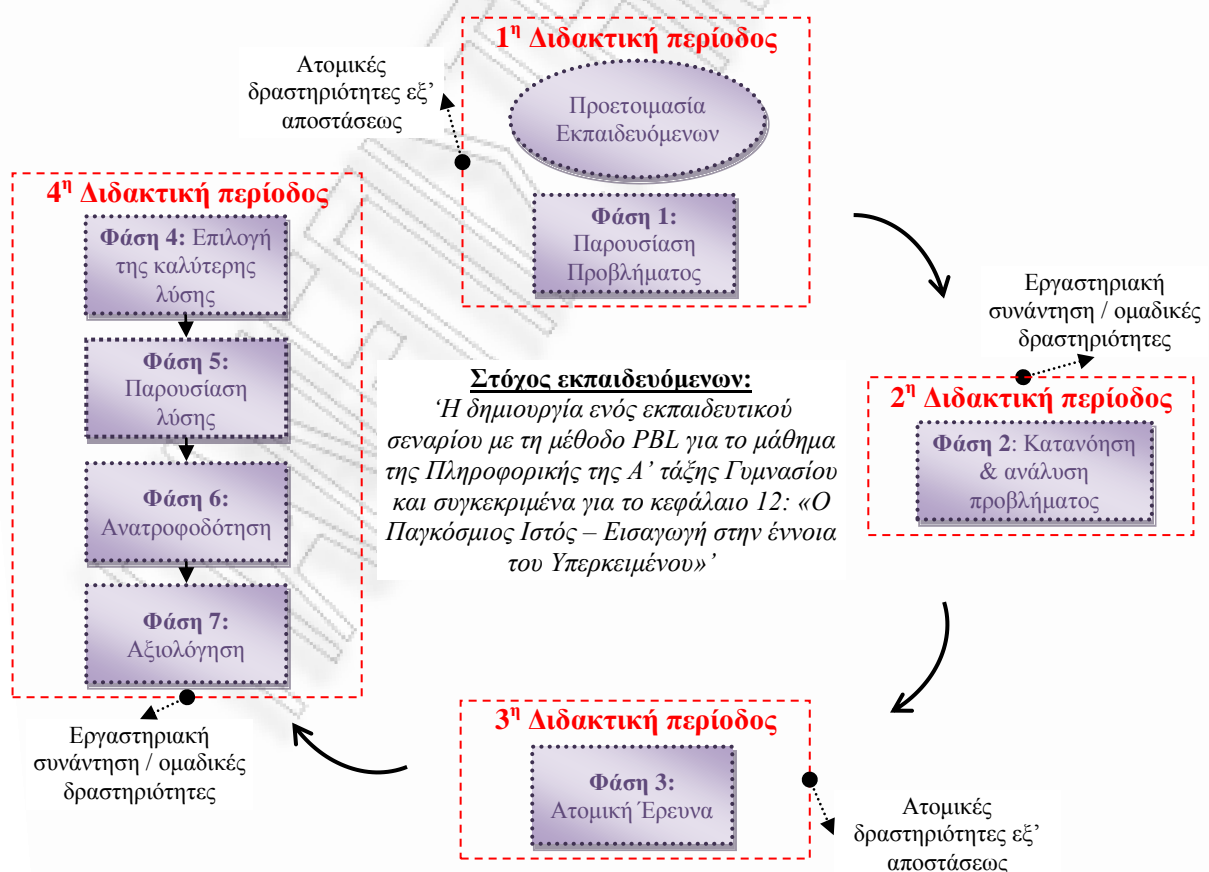 1η Διδακτική περίοδος
Ατομικές
δραστηριότητες εξ’
αποστάσεως
Προετοιμασία
Εκπαιδευόμενων
Φάση 1:
Παρουσίαση
Προβλήματος
Εργαστηριακή
συνάντηση / ομαδικές
δραστηριότητες
2η Διδακτική περίοδος
Φάση 2: Κατανόηση
& ανάλυση
προβλήματος
Στόχος εκπαιδευόμενων:
‘Η δημιουργία ενός εκπαιδευτικού
σεναρίου με τη μέθοδο PBL για το μάθημα
της Πληροφορικής της Α’ τάξης Γυμνασίου
και συγκεκριμένα για το κεφάλαιο 12: «Ο
Παγκόσμιος Ιστός – Εισαγωγή στην έννοια
του Υπερκειμένου»’
3η Διδακτική περίοδος
Φάση 3:
Ατομική Έρευνα
Ατομικές
δραστηριότητες εξ’
αποστάσεως
4η Διδακτική περίοδος
Φάση 4: Επιλογή
της καλύτερης
λύσης
Φάση 5:
Παρουσίαση
λύσης
Φάση 6:
Ανατροφοδότηση
Φάση 7:
Αξιολόγηση
Εργαστηριακή
συνάντηση / ομαδικές
δραστηριότητες